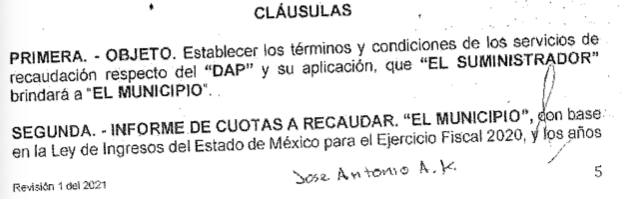 CLÁUSULAS
PRIMERA. - OBJETO. Establecer los términos y condiciones de los servicios de
recaudación respecto del "DAP" y su aplicación, que "EL SUMINISTRADOR"
brindará a "EL MUNICIPIO".
SEGUNDA. - INFORME DE CUOTAS A RECAUDAR. "EL MUNICIPIO", con base
en la Ley de Ingresos del Estado de México para el Ejercicio Fiscal 2020, y los años
Jose Antonio A.K.
Revisión 1 del 2021
5